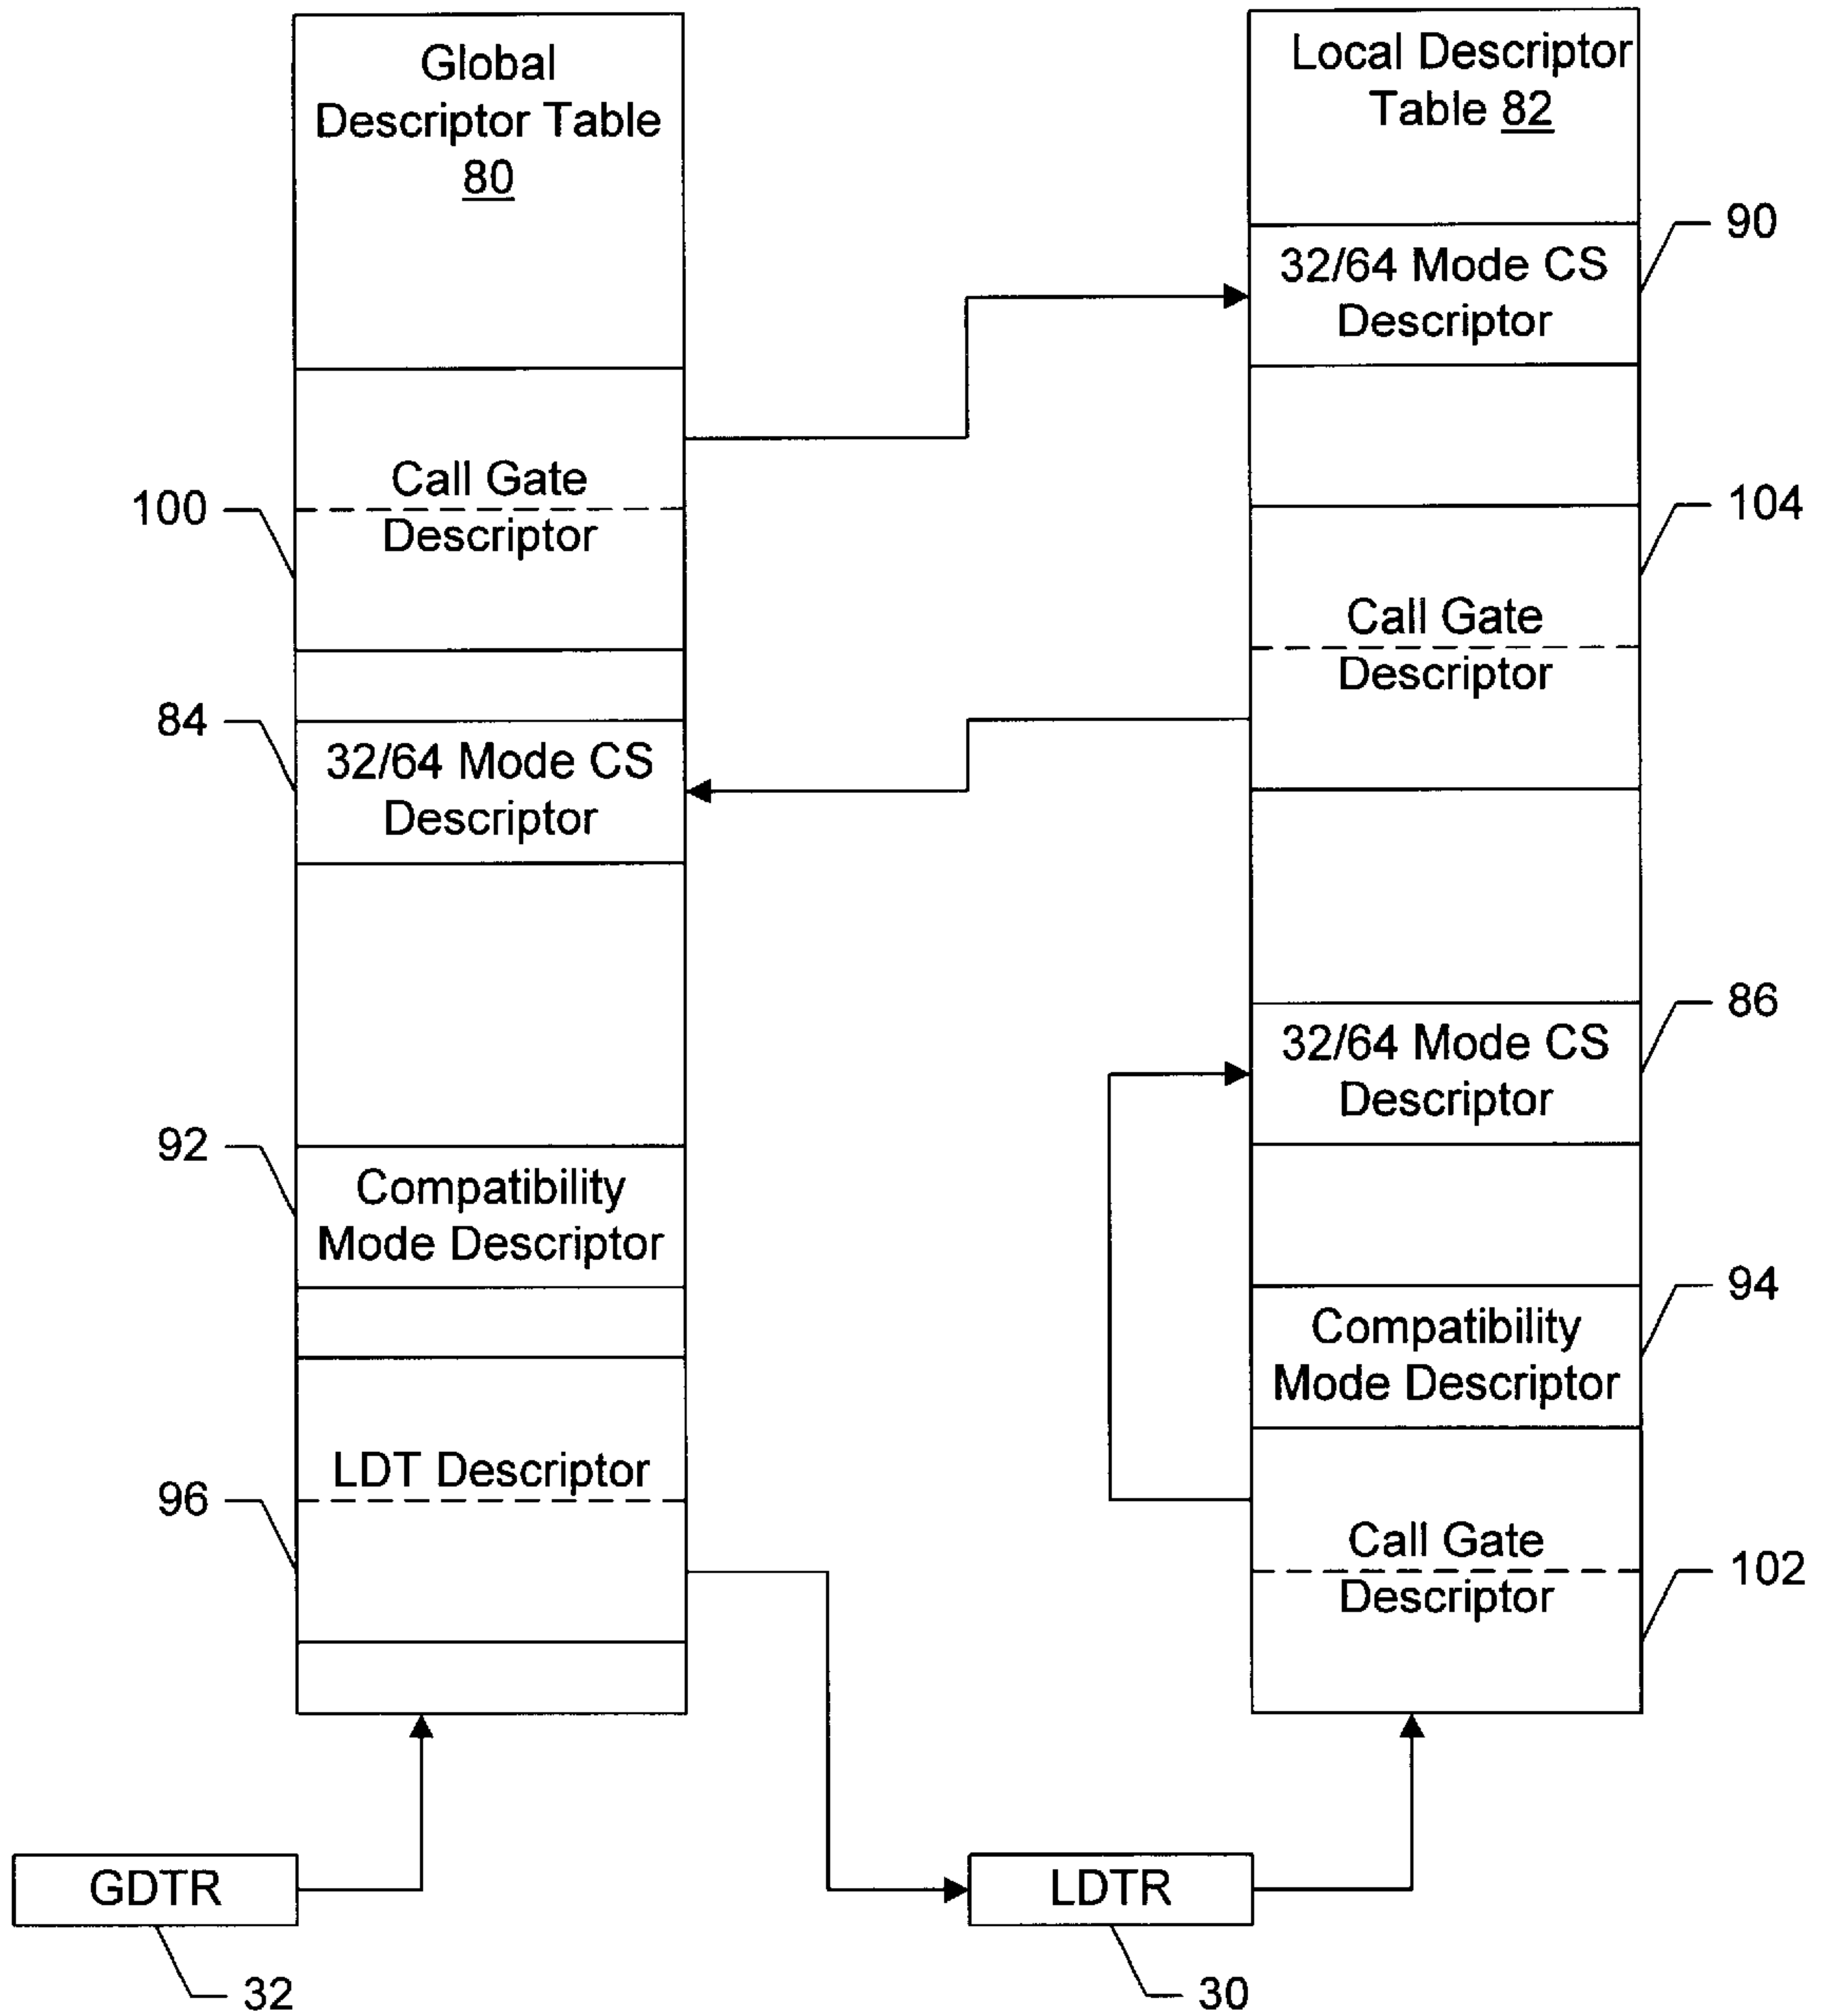 Global
Descriptor Table
80
Call Gate
Descriptor
100
84
32/64 Mode CS
Descriptor
92
Compatibility
Mode Descriptor
LDT Descriptor
96
GDTR
32
Local Descriptor
Table 82
90
32/64 Mode CS
Descriptor
104
Call Gate
Descriptor
86
32/64 Mode CS
Descriptor
94
Compatibility
Mode Descriptor
Call Gate
Descriptor
102
LDTR
30